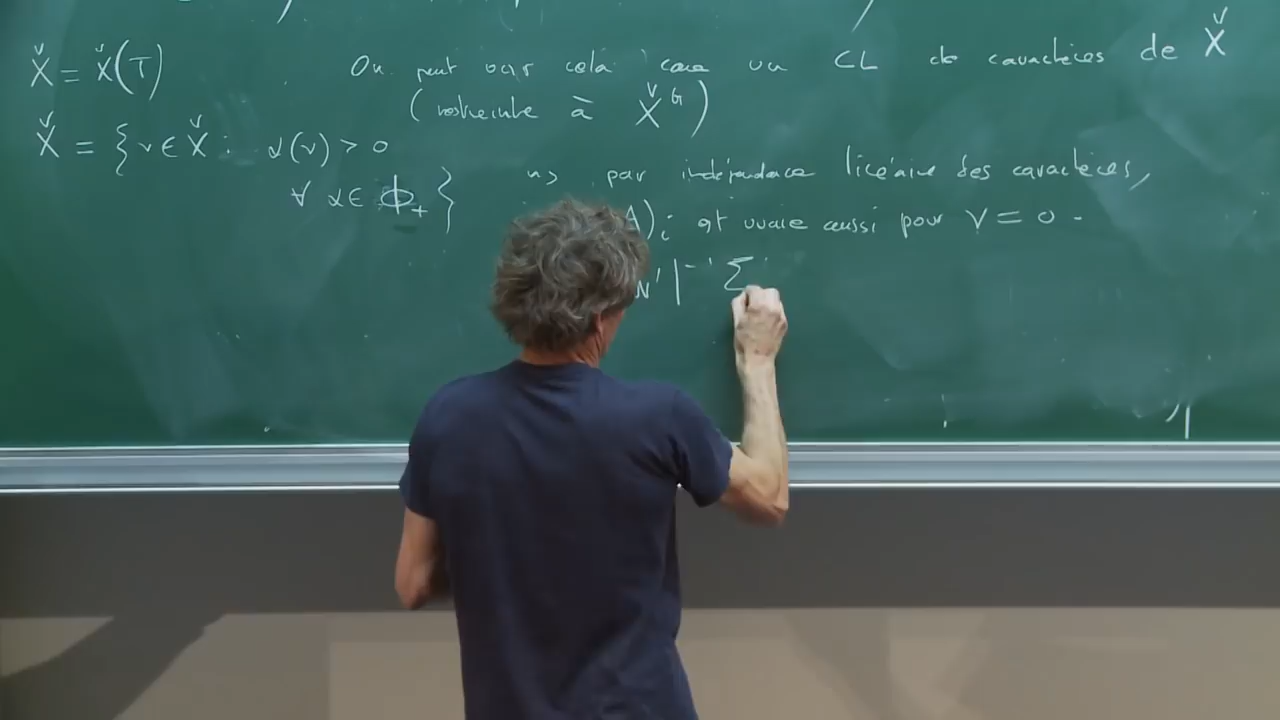 X̌ = X̌(T)
X̌ = { ν ∈ X̌ : α(ν) > 0
∀ α ∈ Φ₊ }
On peut voir cela comme un CL de caractères de X̌
(restreinte à X̌ᴳ)
par indépendance linéaire des caractères,
A)ᵢ et vraie aussi pour ν = 0 .
W'|⁻¹ Σ